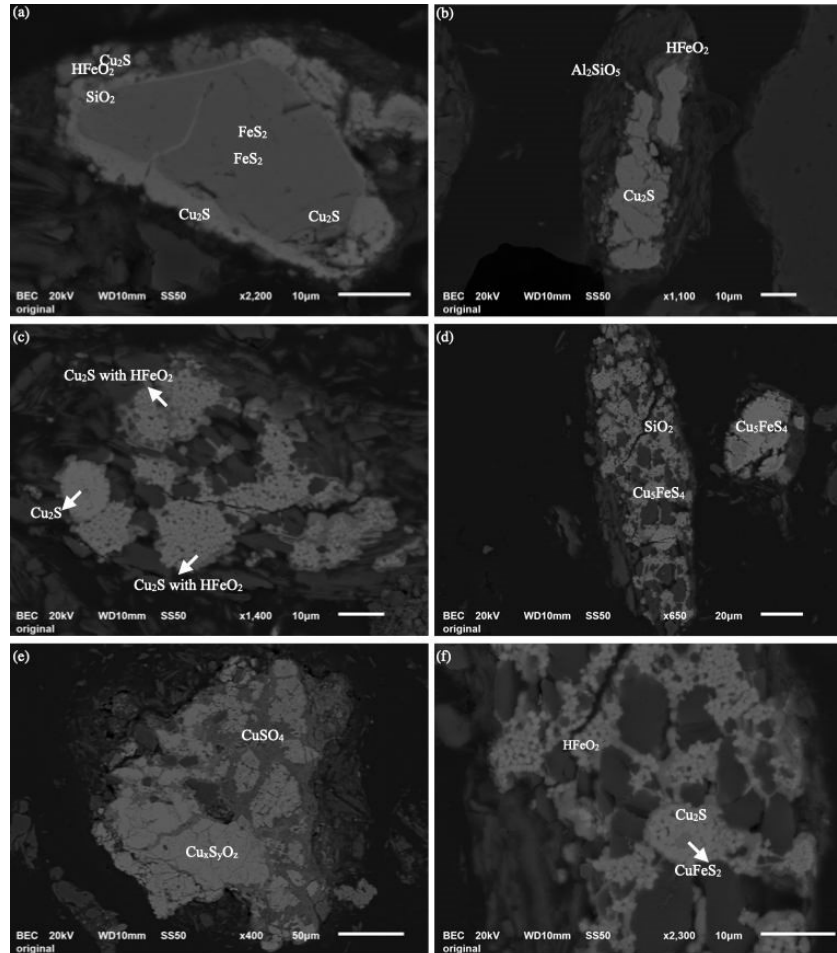 (a)
Cu₂S
HFeO₂
SiO₂
FeS₂
FeS₂
Cu₂S
Cu₂S
BEC 20kV WD10mm SS50 x2,200 10µm
original
(b)
HFeO₂
Al₂SiO₅
Cu₂S
BEC 20kV WD10mm SS50 x1,100 10µm
original
(c)
Cu₂S with HFeO₂
Cu₂S
Cu₂S with HFeO₂
BEC 20kV WD10mm SS50 x1,400 10µm
original
(d)
SiO₂
Cu₅FeS₄
Cu₅FeS₄
BEC 20kV WD10mm SS50 x650 20µm
original
(e)
CuSO₄
CuₓSᵧO𝓏
BEC 20kV WD10mm SS50 x400 50µm
original
(f)
HFeO₂
Cu₂S
CuFeS₂
BEC 20kV WD10mm SS50 x2,300 10µm
original